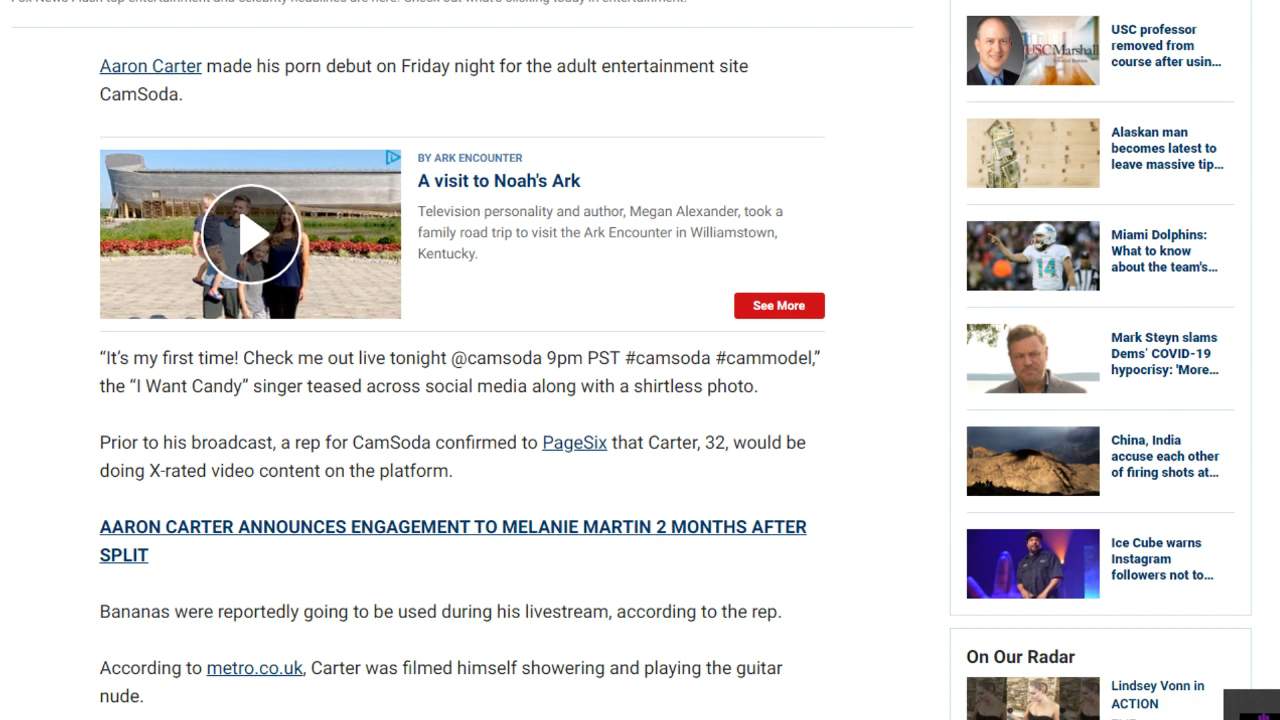 Aaron Carter made his porn debut on Friday night for the adult entertainment site
CamSoda.
BY ARK ENCOUNTER
A visit to Noah's Ark
Television personality and author, Megan Alexander, took a
family road trip to visit the Ark Encounter in Williamstown,
Kentucky.
See More
“It’s my first time! Check me out live tonight @camsoda 9pm PST #camsoda #cammodel,”
the “I Want Candy” singer teased across social media along with a shirtless photo.
Prior to his broadcast, a rep for CamSoda confirmed to PageSix that Carter, 32, would be
doing X-rated video content on the platform.
AARON CARTER ANNOUNCES ENGAGEMENT TO MELANIE MARTIN 2 MONTHS AFTER
SPLIT
Bananas were reportedly going to be used during his livestream, according to the rep.
According to metro.co.uk, Carter was filmed himself showering and playing the guitar
nude.
USC Marshall
USC professor
removed from
course after usin...
Alaskan man
becomes latest to
leave massive tip...
14
Miami Dolphins:
What to know
about the team's...
Mark Steyn slams
Dems’ COVID-19
hypocrisy: 'More...
China, India
accuse each other
of firing shots at...
Ice Cube warns
Instagram
followers not to...
On Our Radar
Lindsey Vonn in
ACTION